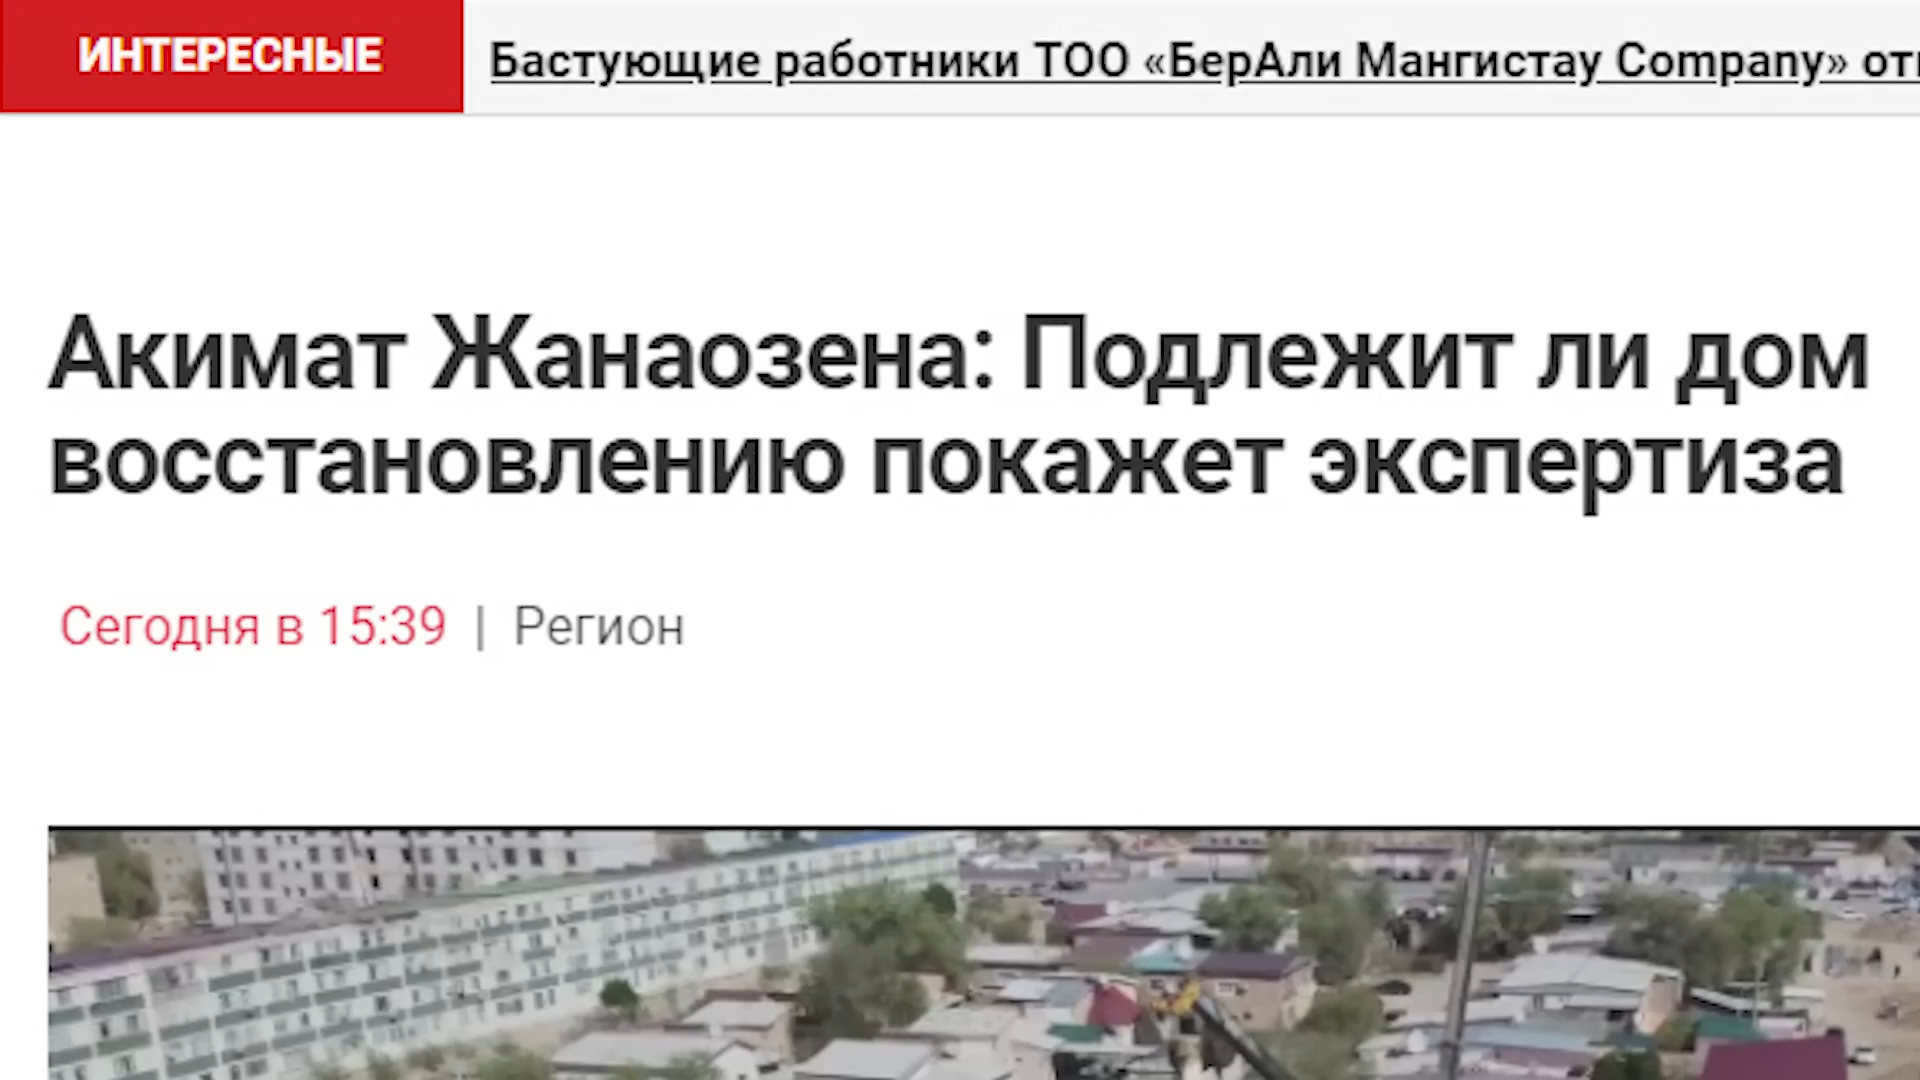 ИНТЕРЕСНЫЕ
Бастующие работники ТОО «БерАли Мангистау Company»
Акимат Жанаозена: Подлежит ли дом
восстановлению покажет экспертиза
Сегодня в 15:39 | Регион